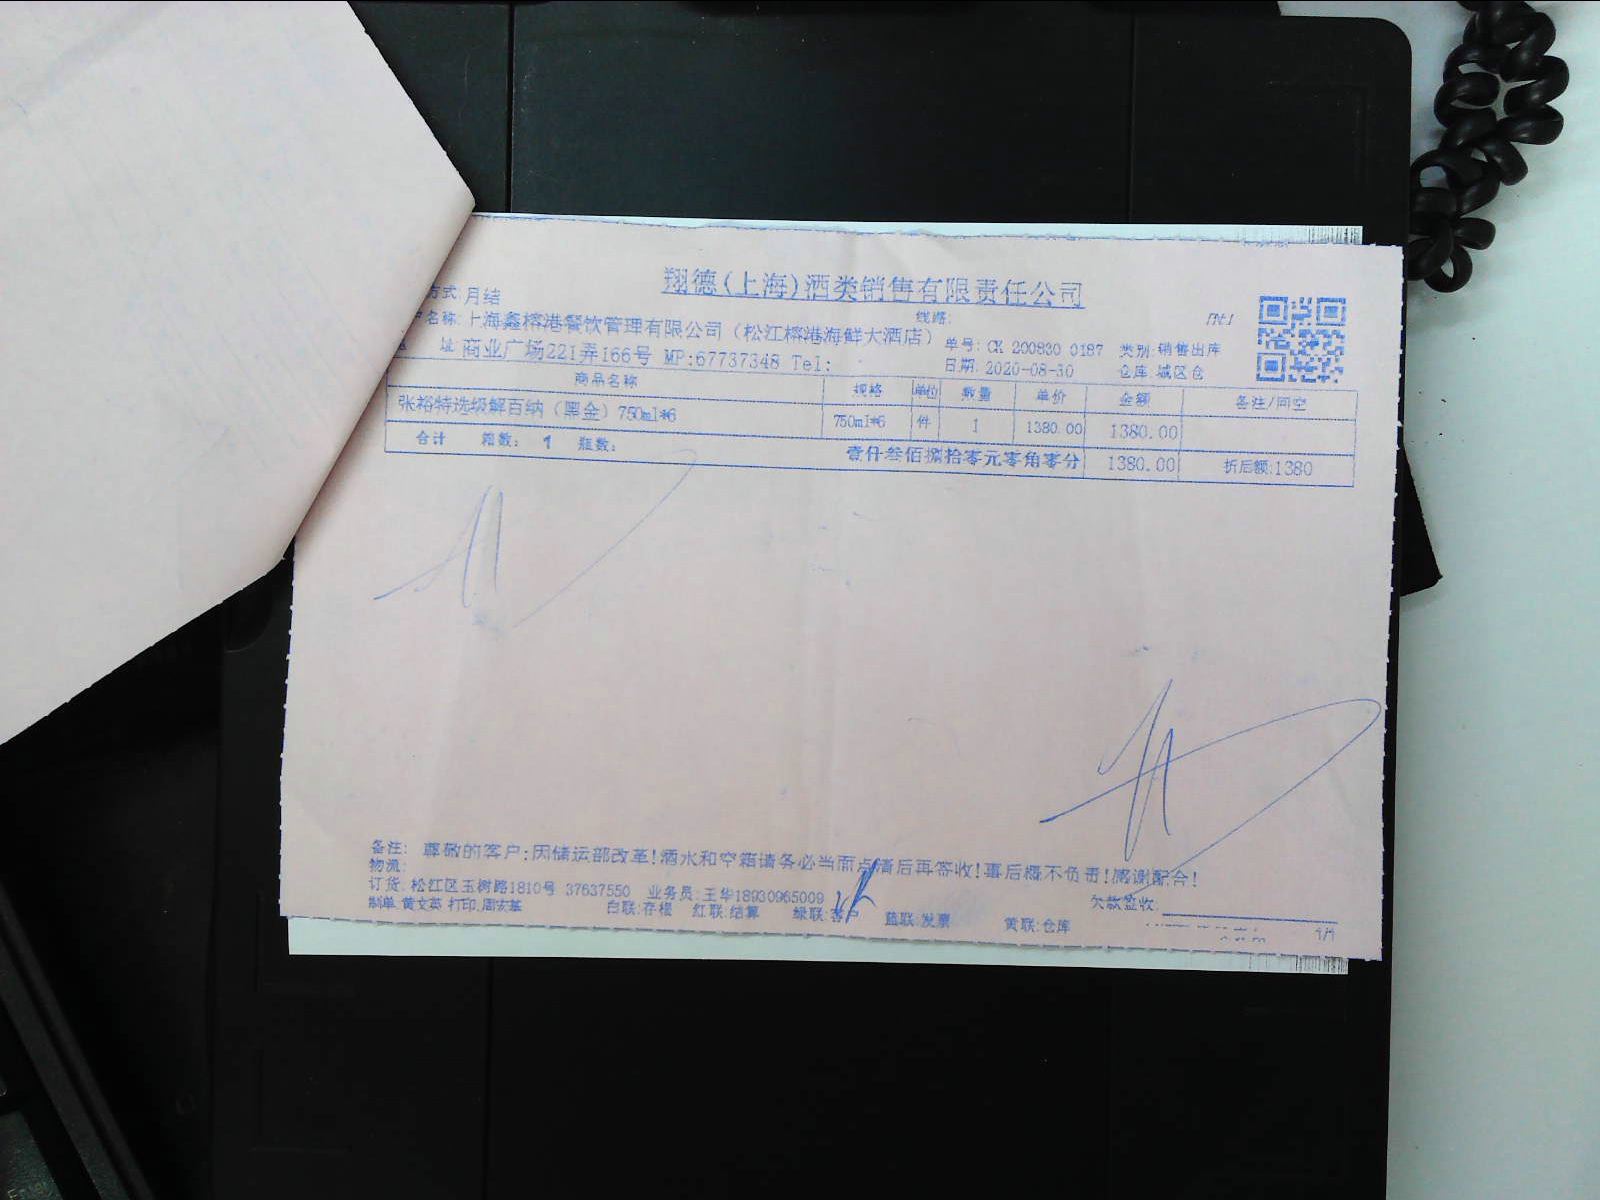 翔德(上海)酒类销售有限责任公司
方式:月结
名称:上海鑫榕港餐饮管理有限公司（松江榕港海鲜大酒店） 线路:
址 商业广场221弄166号 MP:67737348 Tel: 单号: CK 200830 0187 类别:销售出库
日期: 2020-08-30 仓库 城区仓
商品名称 规格 单位 数量 单价 金额 备注/回空
张裕特选级解百纳（黑金）750ml*6 750ml*6 件 1 1380.00 1380.00
合计 箱数: 1 瓶数: 壹仟叁佰捌拾零元零角零分 1380.00 折后额:1380
备注: 尊敬的客户:因储运部改革!酒水和空箱请务必当面点清后再签收!事后概不负责!感谢配合!
物流:
订货:松江区玉树路1810号 37637550 业务员:王华18930965009 欠款签收:
制单:黄文英 打印:周宏基 白联:存根 红联:结算 绿联:客户 蓝联:发票 黄联:仓库 1/1